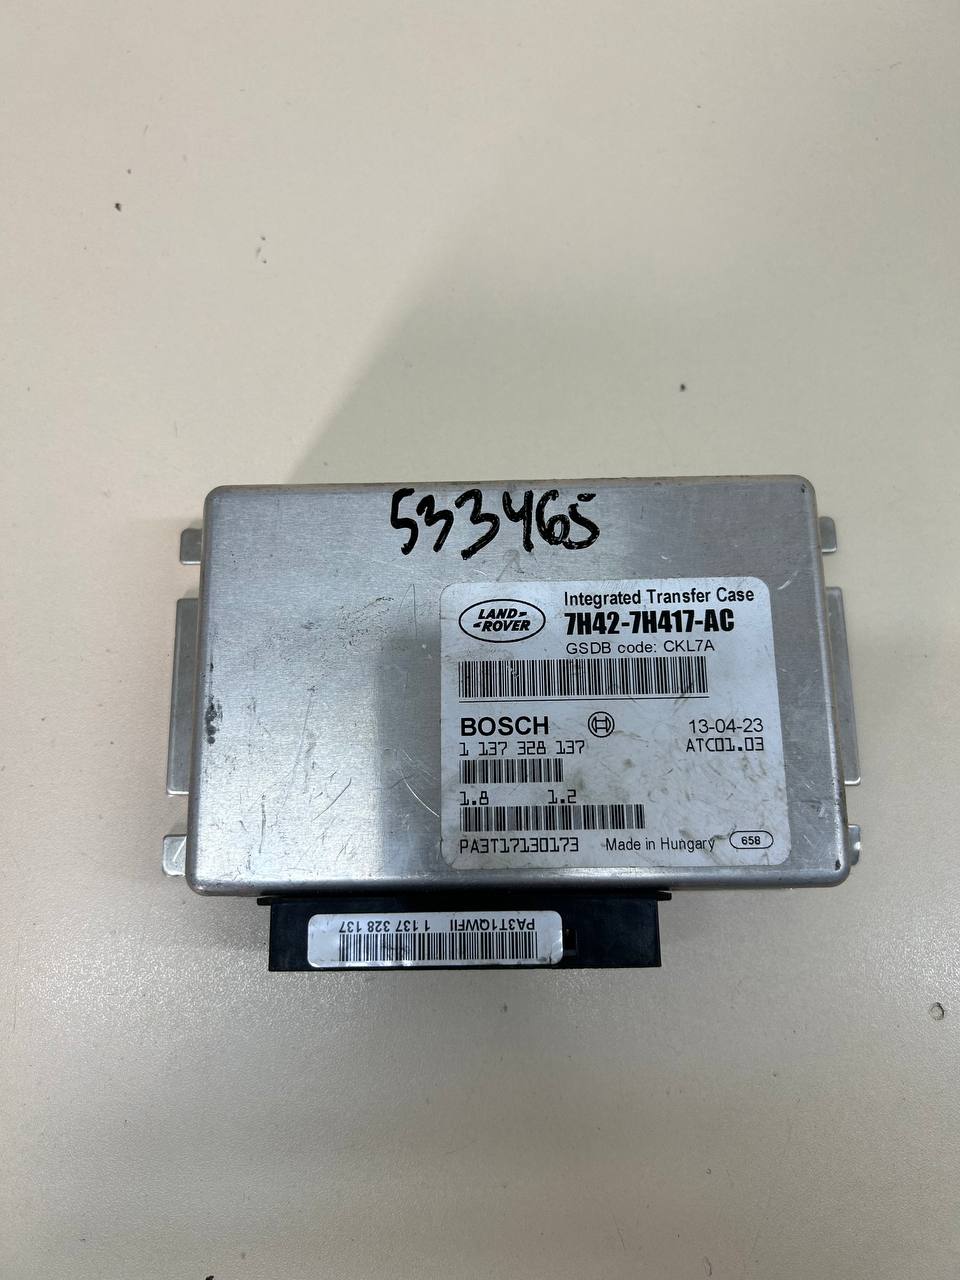 533465
LAND-
-ROVER
Integrated Transfer Case
7H42-7H417-AC
GSDB code: CKL7A
BOSCH
13-04-23
1 137 328 137
ATC01.03
1.8 1.2
PA3T17130173
Made in Hungary
658
PA3T1QWFII 1 137 328 137